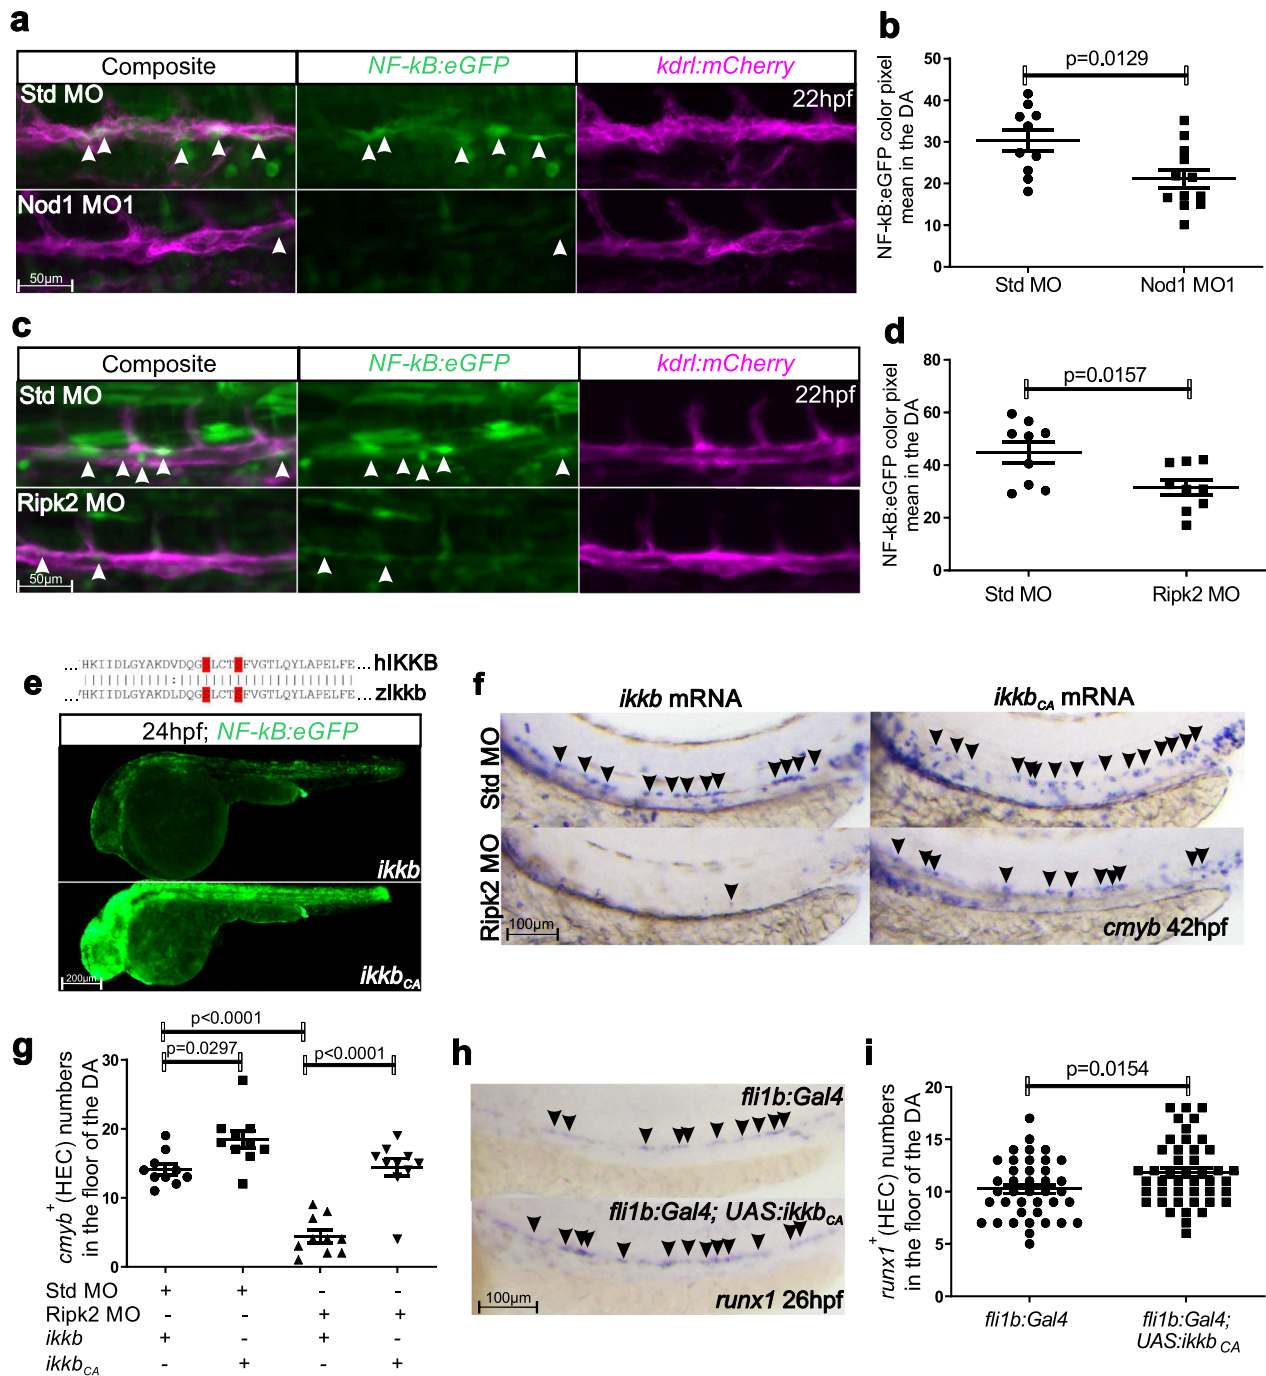 a
Composite
NF-kB:eGFP
kdrl:mCherry
Std MO
22hpf
Nod1 MO1
50µm
b
p=0.0129
NF-kB:eGFP color pixel
mean in the DA
50
40
30
20
10
0
Std MO
Nod1 MO1
c
Composite
NF-kB:eGFP
kdrl:mCherry
Std MO
22hpf
Ripk2 MO
50µm
d
p=0.0157
NF-kB:eGFP color pixel
mean in the DA
80
60
40
20
0
Std MO
Ripk2 MO
e
...HKIIDLGYAKDVDQGSLCTSFVGTLQYLAPELFE... hIKKB
...HKIIDLGYAKDLDQGSLCTSFVGTLQYLAPELFE... zIkkb
24hpf; NF-kB:eGFP
ikkb
ikkbCA
200µm
f
ikkb mRNA
ikkbCA mRNA
Std MO
Ripk2 MO
100µm
cmyb 42hpf
g
p<0.0001
p=0.0297
p<0.0001
cmyb+ (HEC) numbers
in the floor of the DA
30
20
10
0
Std MO + + - -
Ripk2 MO - - + +
ikkb + - + -
ikkbCA - + - +
h
fli1b:Gal4
fli1b:Gal4; UAS:ikkbCA
100µm
runx1 26hpf
i
p=0.0154
runx1+ (HEC) numbers
in the floor of the DA
20
15
10
5
0
fli1b:Gal4
fli1b:Gal4;
UAS:ikkb CA